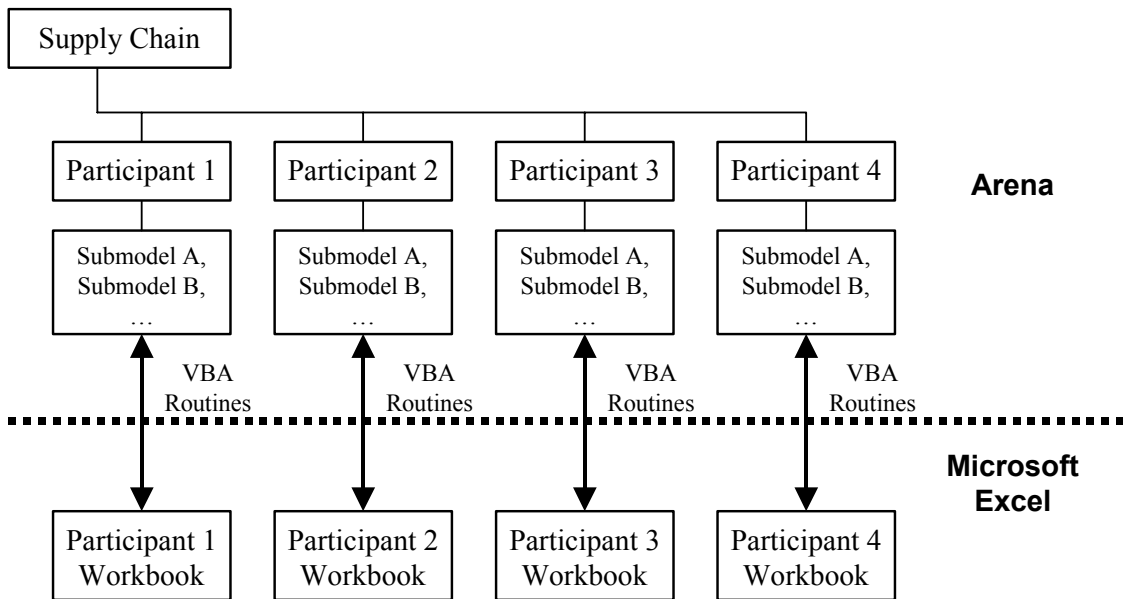 Supply Chain
Participant 1
Participant 2
Participant 3
Participant 4
Arena
Submodel A,
Submodel B,
…
Submodel A,
Submodel B,
…
Submodel A,
Submodel B,
…
Submodel A,
Submodel B,
…
VBA
Routines
VBA
Routines
VBA
Routines
VBA
Routines
Microsoft
Excel
Participant 1
Workbook
Participant 2
Workbook
Participant 3
Workbook
Participant 4
Workbook